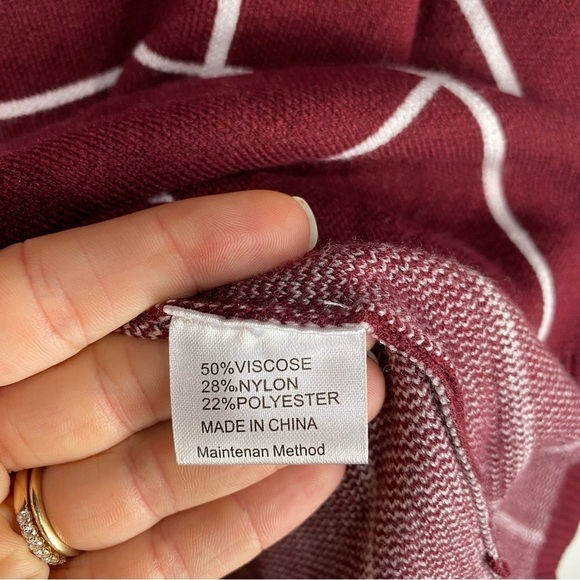 50%VISCOSE
28%NYLON
22%POLYESTER
MADE IN CHINA
Maintenan Method